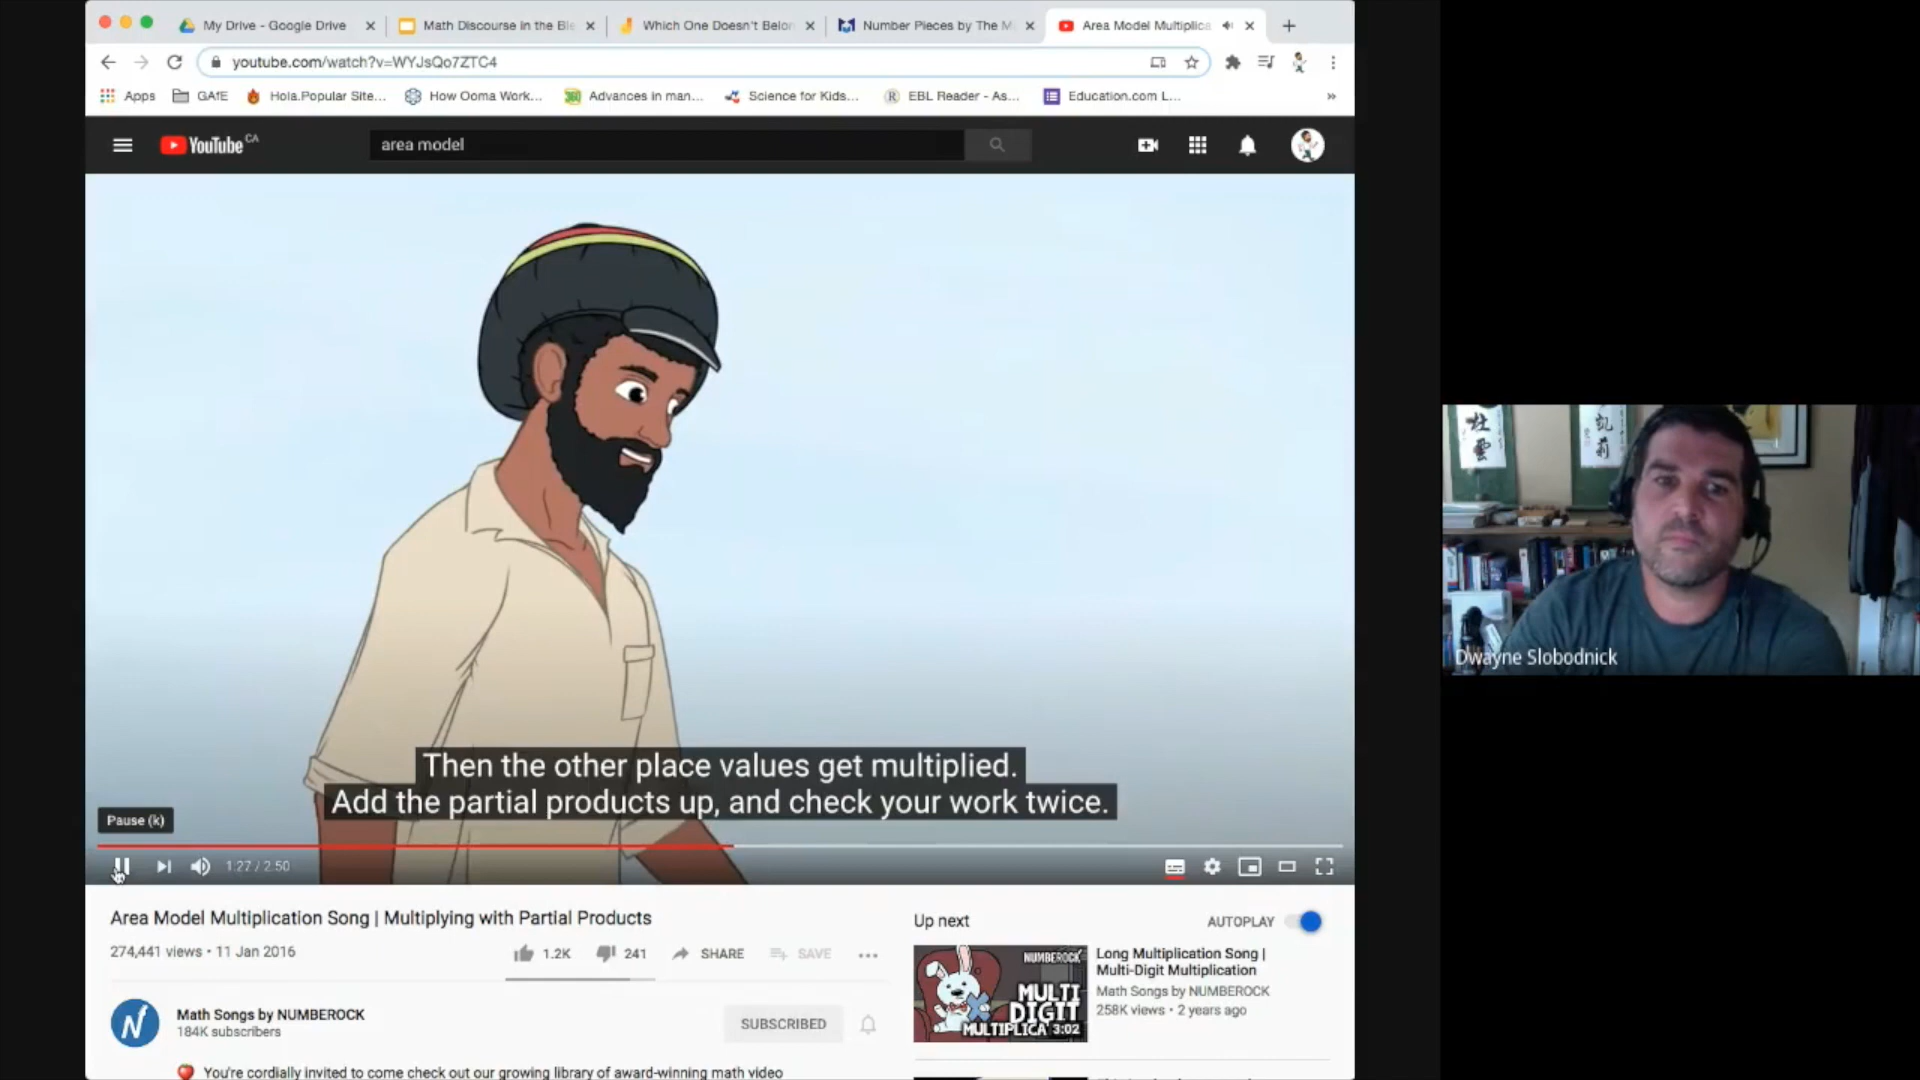 My Drive - Google Drive
Math Discourse in the Ble
Which One Doesn't Belon
Number Pieces by The M
Area Model Multiplica
youtube.com/watch?v=WYJsQo7ZTC4
Apps
GAfE
Hola.Popular Site...
How Ooma Work...
Advances in man...
Science for Kids...
EBL Reader - As...
Education.com L...
»
YouTube CA
area model
杜雲
凱莉
Then the other place values get multiplied.
Add the partial products up, and check your work twice.
Pause (k)
1:27 / 2:50
Dwayne Slobodnick
Area Model Multiplication Song | Multiplying with Partial Products
274,441 views • 11 Jan 2016
1.2K
241
SHARE
SAVE
Up next
AUTOPLAY
NUMBEROCK
MULTI
DIGIT
MULTIPLICA
3:02
Long Multiplication Song |
Multi-Digit Multiplication
Math Songs by NUMBEROCK
258K views • 2 years ago
N
Math Songs by NUMBEROCK
184K subscribers
SUBSCRIBED
You're cordially invited to come check out our growing library of award-winning math video